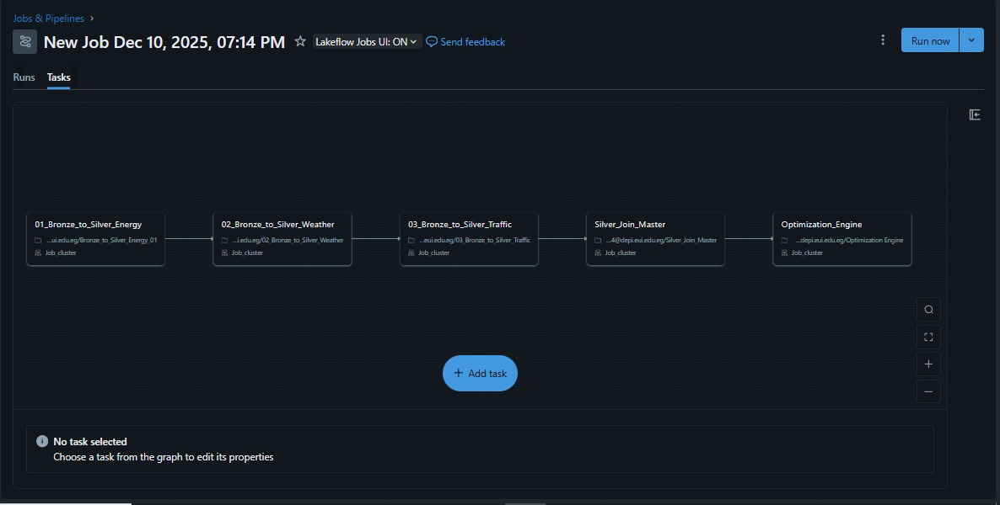 Jobs & Pipelines
New Job Dec 10, 2025, 07:14 PM
Lakeflow Jobs UI: ON
Send feedback
Run now
Runs
Tasks
01_Bronze_to_Silver_Energy
...ui.edu.eg/Bronze_to_Silver_Energy_01
Job_cluster
02_Bronze_to_Silver_Weather
...i.edu.eg/02_Bronze_to_Silver_Weather
Job_cluster
03_Bronze_to_Silver_Traffic
...eui.edu.eg/03_Bronze_to_Silver_Traffic
Job_cluster
Silver_Join_Master
...4@depi.eui.edu.eg/Silver_Join_Master
Job_cluster
Optimization_Engine
...depi.eui.edu.eg/Optimization Engine
Job_cluster
+ Add task
No task selected
Choose a task from the graph to edit its properties